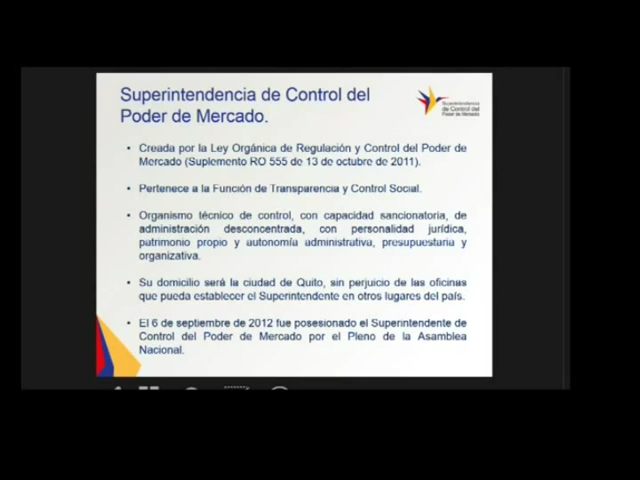 Superintendencia de Control del
Poder de Mercado.
Superintendencia
de Control del
Poder de Mercado
• Creada por la Ley Orgánica de Regulación y Control del Poder de
Mercado (Suplemento RO 555 de 13 de octubre de 2011).
• Pertenece a la Función de Transparencia y Control Social.
• Organismo técnico de control, con capacidad sancionatoria, de
administración desconcentrada, con personalidad jurídica,
patrimonio propio y autonomía administrativa, presupuestaria y
organizativa.
• Su domicilio será la ciudad de Quito, sin perjuicio de las oficinas
que pueda establecer el Superintendente en otros lugares del país.
• El 6 de septiembre de 2012 fue posesionado el Superintendente de
Control del Poder de Mercado por el Pleno de la Asamblea
Nacional.